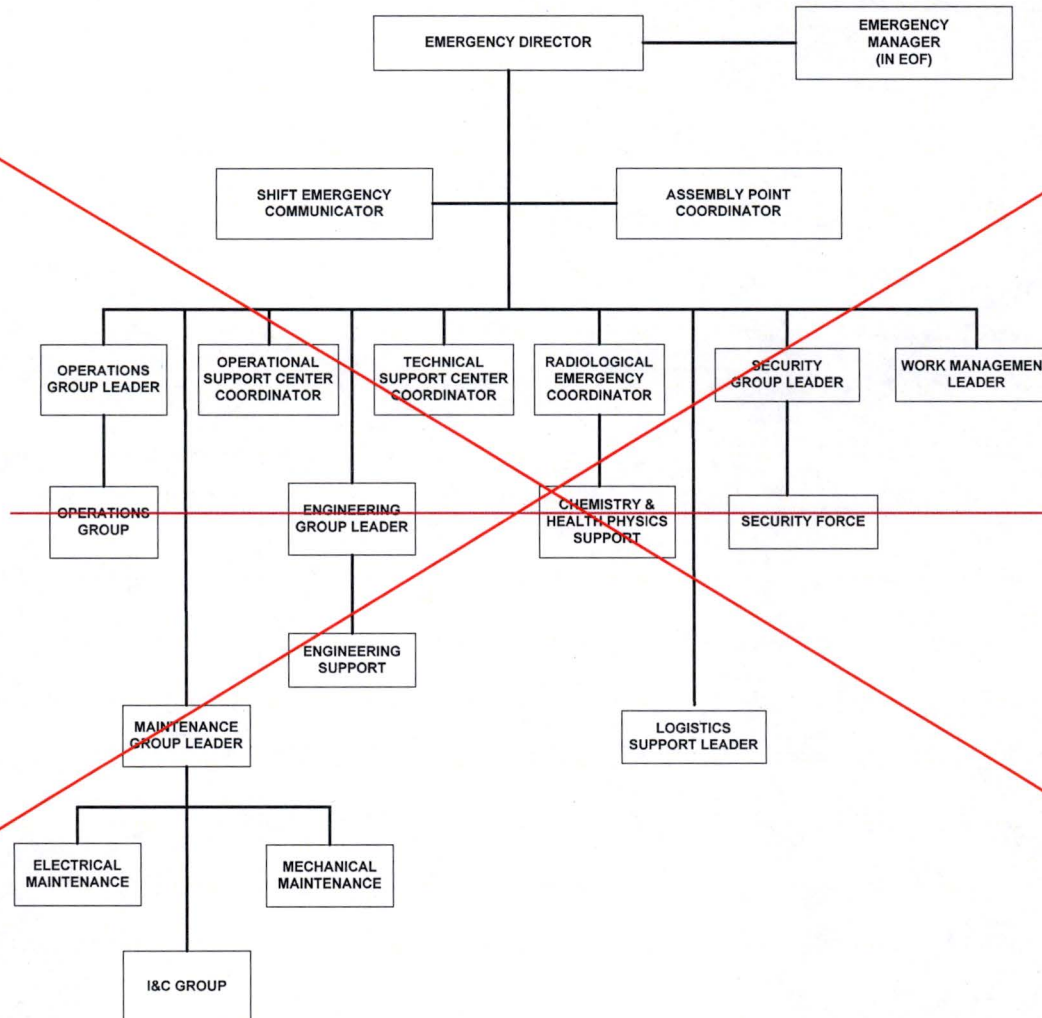 EMERGENCY DIRECTOR
EMERGENCY
MANAGER
(IN EOF)
SHIFT EMERGENCY
COMMUNICATOR
ASSEMBLY POINT
COORDINATOR
OPERATIONS
GROUP LEADER
OPERATIONAL
SUPPORT CENTER
COORDINATOR
TECHNICAL
SUPPORT CENTER
COORDINATOR
RADIOLOGICAL
EMERGENCY
COORDINATOR
SECURITY
GROUP LEADER
WORK MANAGEMENT
LEADER
OPERATIONS
GROUP
ENGINEERING
GROUP LEADER
CHEMISTRY &
HEALTH PHYSICS
SUPPORT
SECURITY FORCE
ENGINEERING
SUPPORT
MAINTENANCE
GROUP LEADER
LOGISTICS
SUPPORT LEADER
ELECTRICAL
MAINTENANCE
MECHANICAL
MAINTENANCE
I&C GROUP